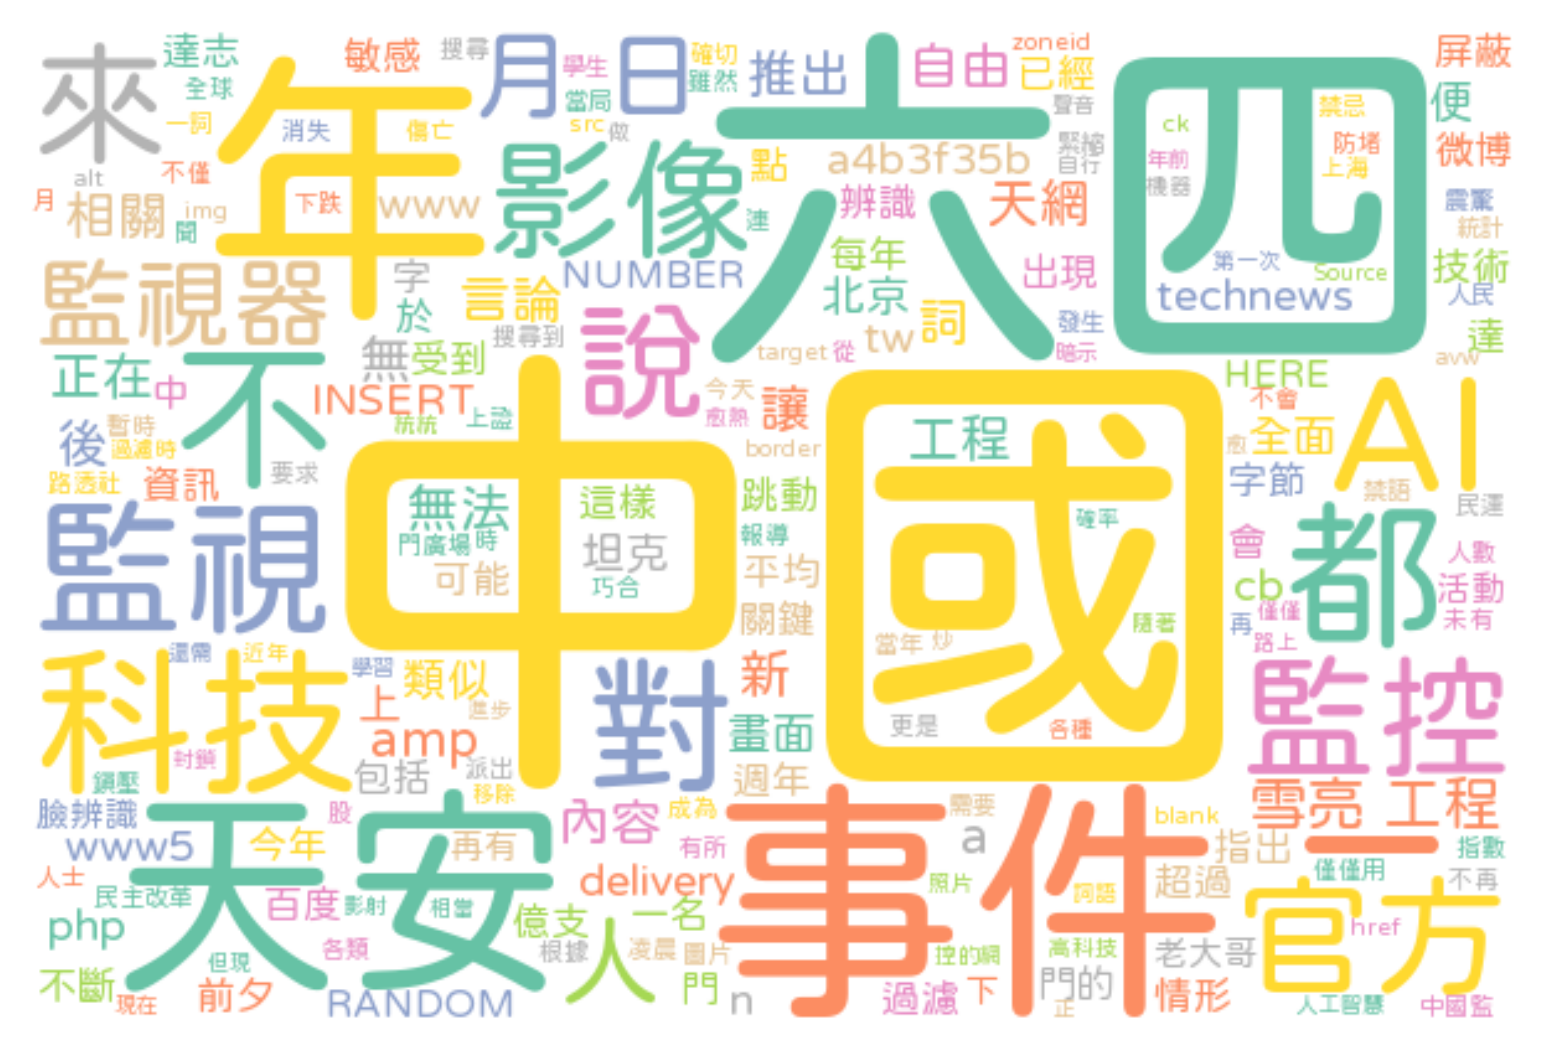 來
達志
全球
一詞
不僅
alt
月
相關
聞
img
年
消失
傷亡
下跌
www
敏感
搜尋
月
日
學生
當局
src
做
確切
雖然
推出
六
自由
zoneid
已經
聲音
緊縮
自行
四
ck
年前
機器
禁忌
防堵
上海
第一次
Source
technews
屏蔽
便
微博
震驚
統計
技術
人民
達
avw
影像
點
a4b3f35b
辨識
天網
每年
北京
出現
詞
tw
target
從
發生
暗示
監視器
字
於
言論
NUMBER
搜尋到
說
無
受到
正在
中
不
INSERT
統統
上證
今天
愈熱
讓
border
後
暫時
過濾時
路透社
資訊
要求
中
無法
門廣場
時
可能
這樣
坦克
巧合
跳動
報導
平均
關鍵
國
工程
確率
隨著
當年
炒
更是
各種
HERE
不會
愈
全面
字節
AI
禁語
民運
會
cb
都
人數
活動
未有
再
僅僅
路上
監視
還需
近年
科技
封鎖
鎮壓
學習
上
類似
進步
amp
包括
派出
移除
對
新
畫面
週年
監控
雪亮
工程
臉辨識
www5
人士
民主改革
php
不斷
現在
但現
前夕
天
安
股
今年
百度
影射
各類
相當
再有
RANDOM
內容
成為
有所
delivery
億支
一名
根據
人
凌晨
圖片
門
n
事件
需要
a
照片
控的網
過濾
下
詞語
高科技
門的
正
blank
指出
超過
老大哥
情形
一
指數
僅僅用
不再
官方
href
人工智慧
中國監